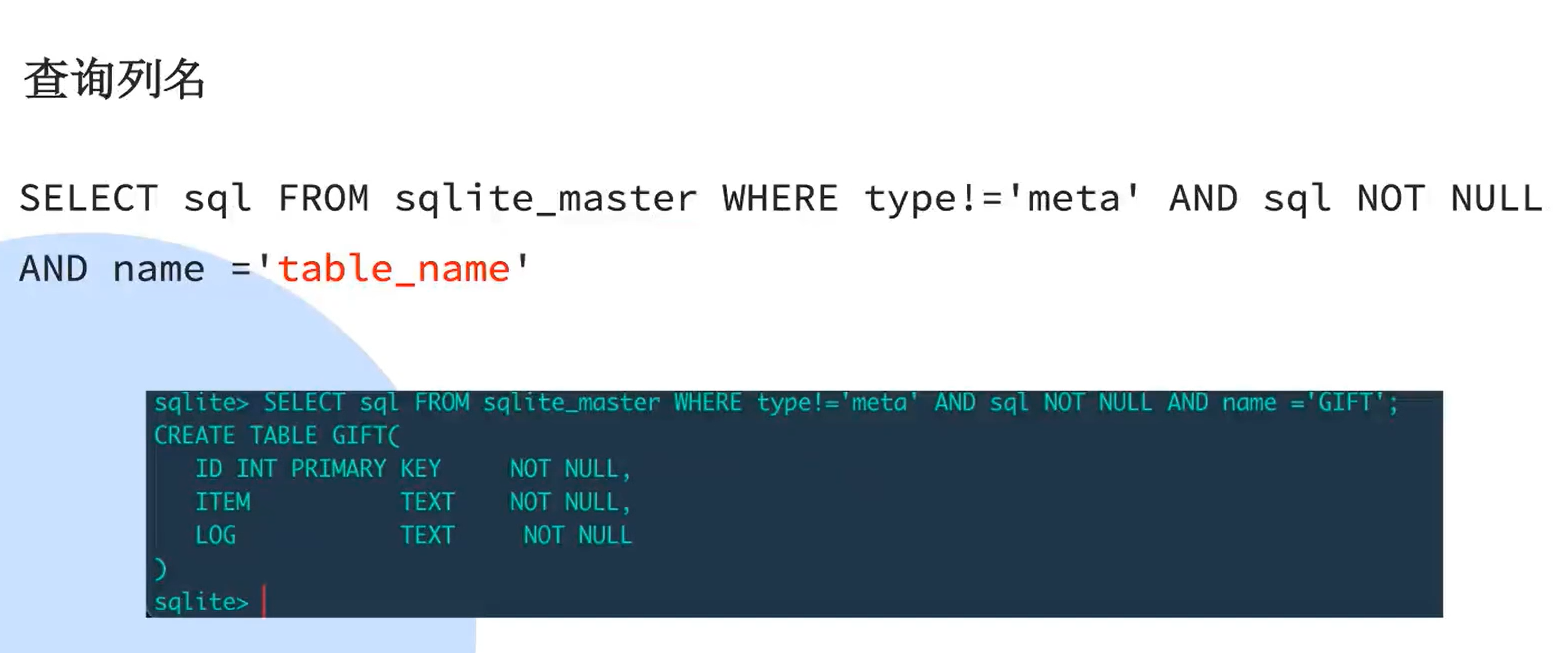 查询列名
SELECT sql FROM sqlite_master WHERE type!='meta' AND sql NOT NULL
AND name ='table_name'
sqlite> SELECT sql FROM sqlite_master WHERE type!='meta' AND sql NOT NULL AND name ='GIFT';
CREATE TABLE GIFT(
ID INT PRIMARY KEY     NOT NULL,
ITEM           TEXT    NOT NULL,
LOG            TEXT     NOT NULL
)
sqlite>